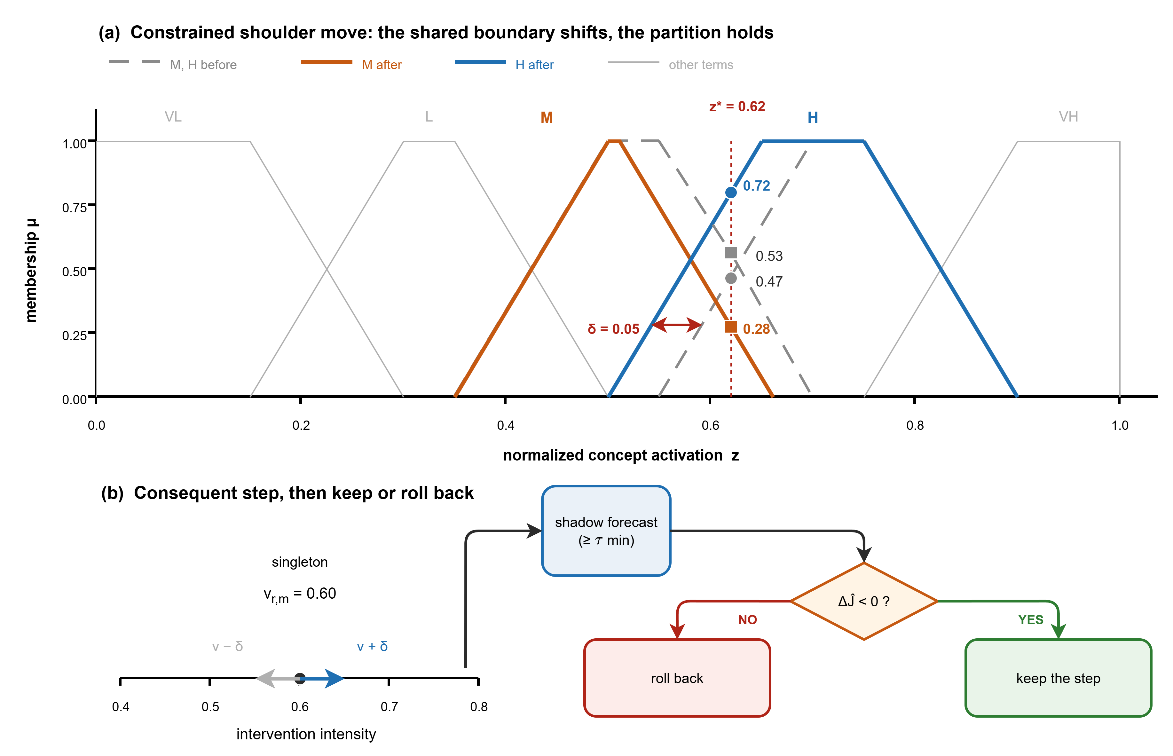 (a) Constrained shoulder move: the shared boundary shifts, the partition holds
M, H before
M after
H after
other terms
z* = 0.62
VL
L
M
H
VH
1.00
0.75
0.50
0.25
0.00
membership μ
0.72
0.53
0.47
δ = 0.05
0.28
0.0
0.2
0.4
0.6
0.8
1.0
normalized concept activation z
(b) Consequent step, then keep or roll back
singleton
v_{r,m} = 0.60
v − δ
v + δ
0.4
0.5
0.6
0.7
0.8
intervention intensity
shadow forecast
(≥ τ min)
ΔĴ < 0 ?
NO
YES
roll back
keep the step